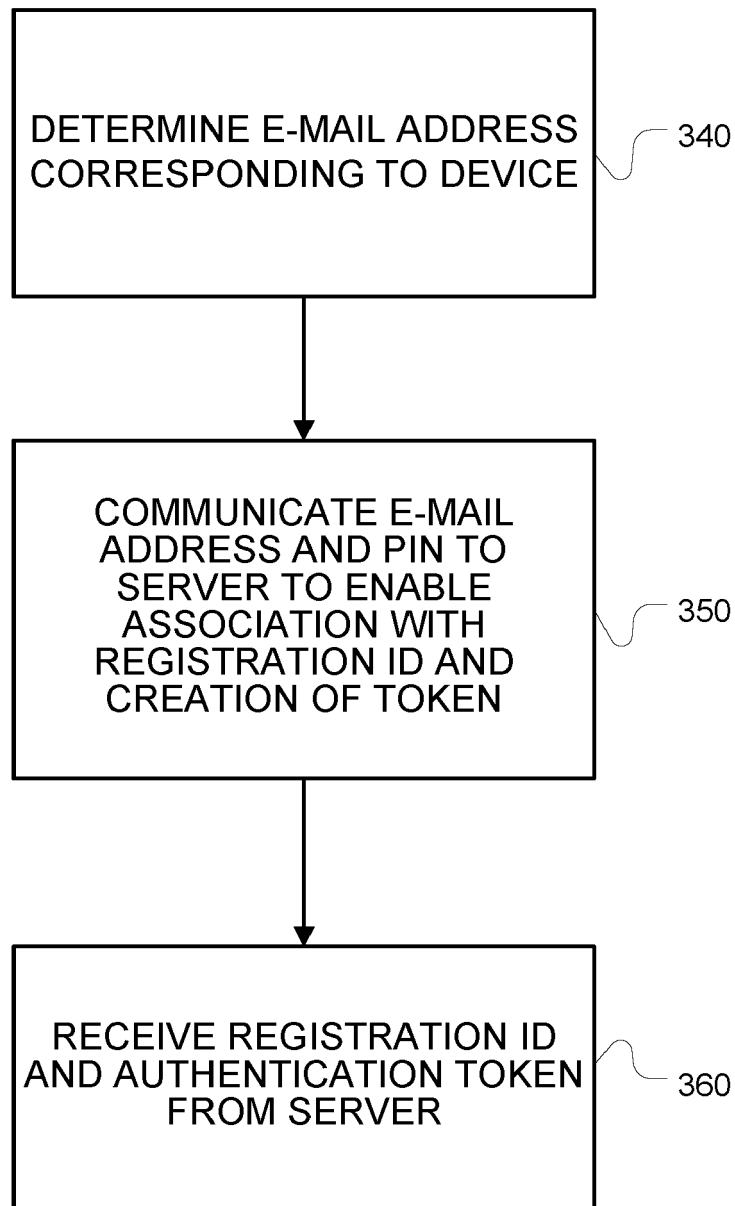 DETERMINE E-MAIL ADDRESS
CORRESPONDING TO DEVICE
340
COMMUNICATE E-MAIL
ADDRESS AND PIN TO
SERVER TO ENABLE
ASSOCIATION WITH
REGISTRATION ID AND
CREATION OF TOKEN
350
RECEIVE REGISTRATION ID
AND AUTHENTICATION TOKEN
FROM SERVER
360